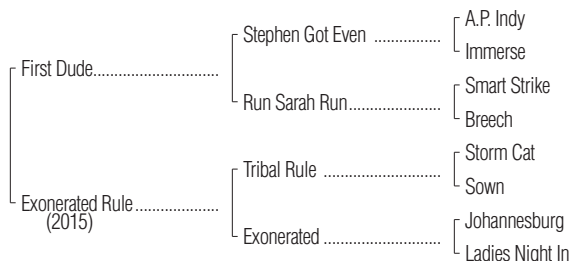 A.P. Indy
Stephen Got Even ..................
Immerse
First Dude............................
Smart Strike
Run Sarah Run.....................
Breech
Storm Cat
Tribal Rule ..........................
Sown
Exonerated Rule...................
(2015)
Johannesburg
Exonerated ..........................
Ladies Night In